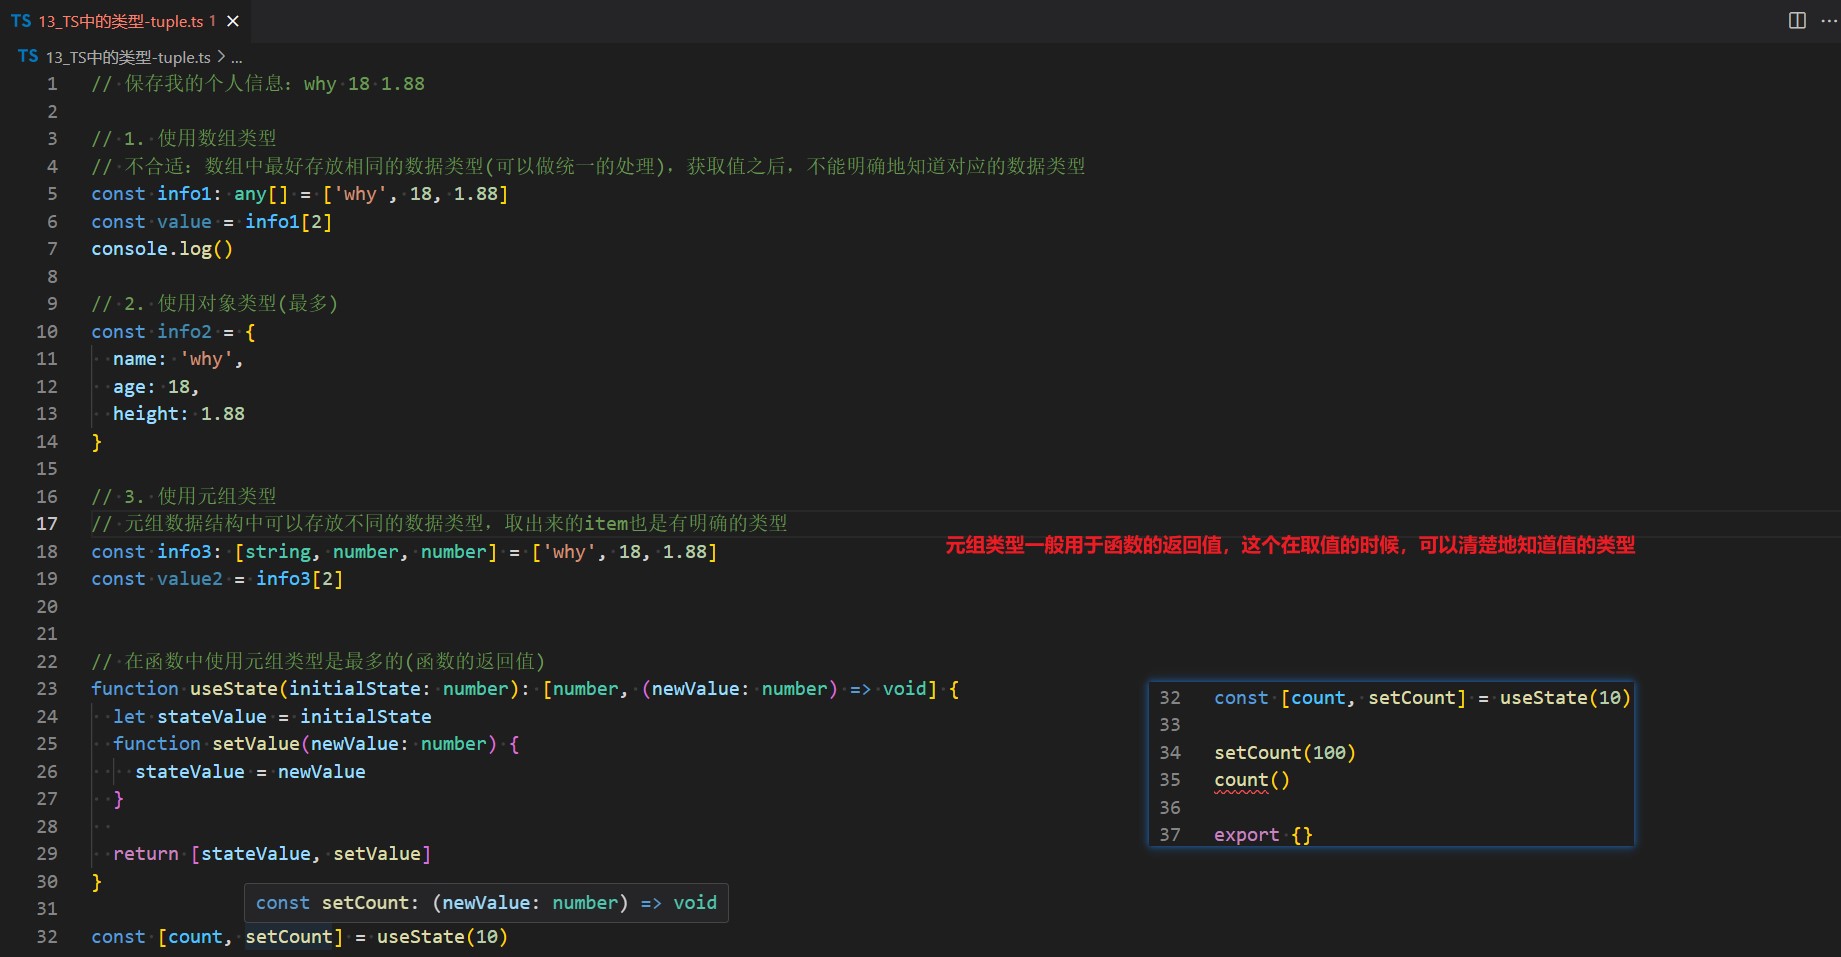 TS 13_TS中的类型-tuple.ts 1 ×
TS 13_TS中的类型-tuple.ts > ...
1 // 保存我的个人信息：why 18 1.88
2
3 // 1. 使用数组类型
4 // 不合适：数组中最好存放相同的数据类型(可以做统一的处理)，获取值之后，不能明确地知道对应的数据类型
5 const info1: any[] = ['why', 18, 1.88]
6 const value = info1[2]
7 console.log()
8
9 // 2. 使用对象类型(最多)
10 const info2 = {
11 name: 'why',
12 age: 18,
13 height: 1.88
14 }
15
16 // 3. 使用元组类型
17 // 元组数据结构中可以存放不同的数据类型，取出来的item也是有明确的类型
18 const info3: [string, number, number] = ['why', 18, 1.88]
元组类型一般用于函数的返回值，这个在取值的时候，可以清楚地知道值的类型
19 const value2 = info3[2]
20
21
22 // 在函数中使用元组类型是最多的(函数的返回值)
23 function useState(initialState: number): [number, (newValue: number) => void] {
24 let stateValue = initialState
25 function setValue(newValue: number) {
26 stateValue = newValue
27 }
28
29 return [stateValue, setValue]
30 }
31
const setCount: (newValue: number) => void
32 const [count, setCount] = useState(10)
32 const [count, setCount] = useState(10)
33
34 setCount(100)
35 count()
36
37 export {}